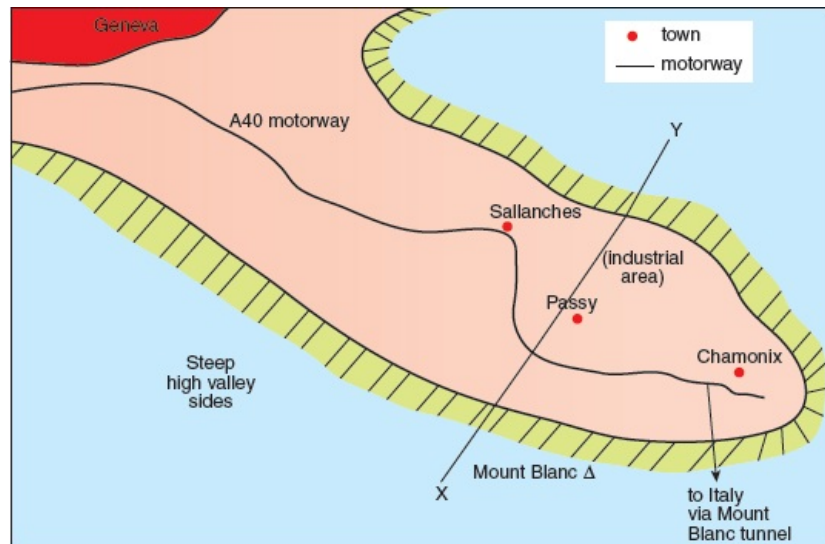 Geneva
town
motorway
A40 motorway
Y
Sallanches
(industrial
area)
Passy
Chamonix
Steep
high valley
sides
Mount Blanc Δ
X
to Italy
via Mount
Blanc tunnel